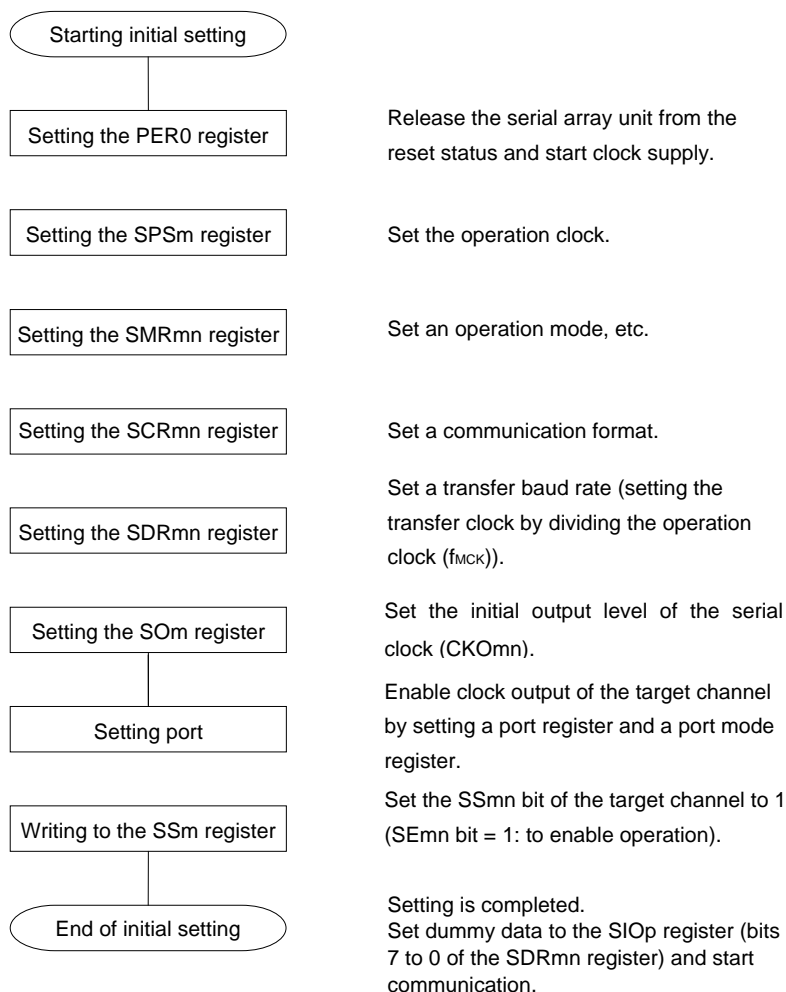 Starting initial setting
Setting the PER0 register
Release the serial array unit from the
reset status and start clock supply.
Setting the SPSm register
Set the operation clock.
Setting the SMRmn register
Set an operation mode, etc.
Setting the SCRmn register
Set a communication format.
Setting the SDRmn register
Set a transfer baud rate (setting the
transfer clock by dividing the operation
clock (fMCK)).
Setting the SOm register
Set the initial output level of the serial
clock (CKOmn).
Setting port
Enable clock output of the target channel
by setting a port register and a port mode
register.
Writing to the SSm register
Set the SSmn bit of the target channel to 1
(SEmn bit = 1: to enable operation).
End of initial setting
Setting is completed.
Set dummy data to the SIOp register (bits
7 to 0 of the SDRmn register) and start
communication.